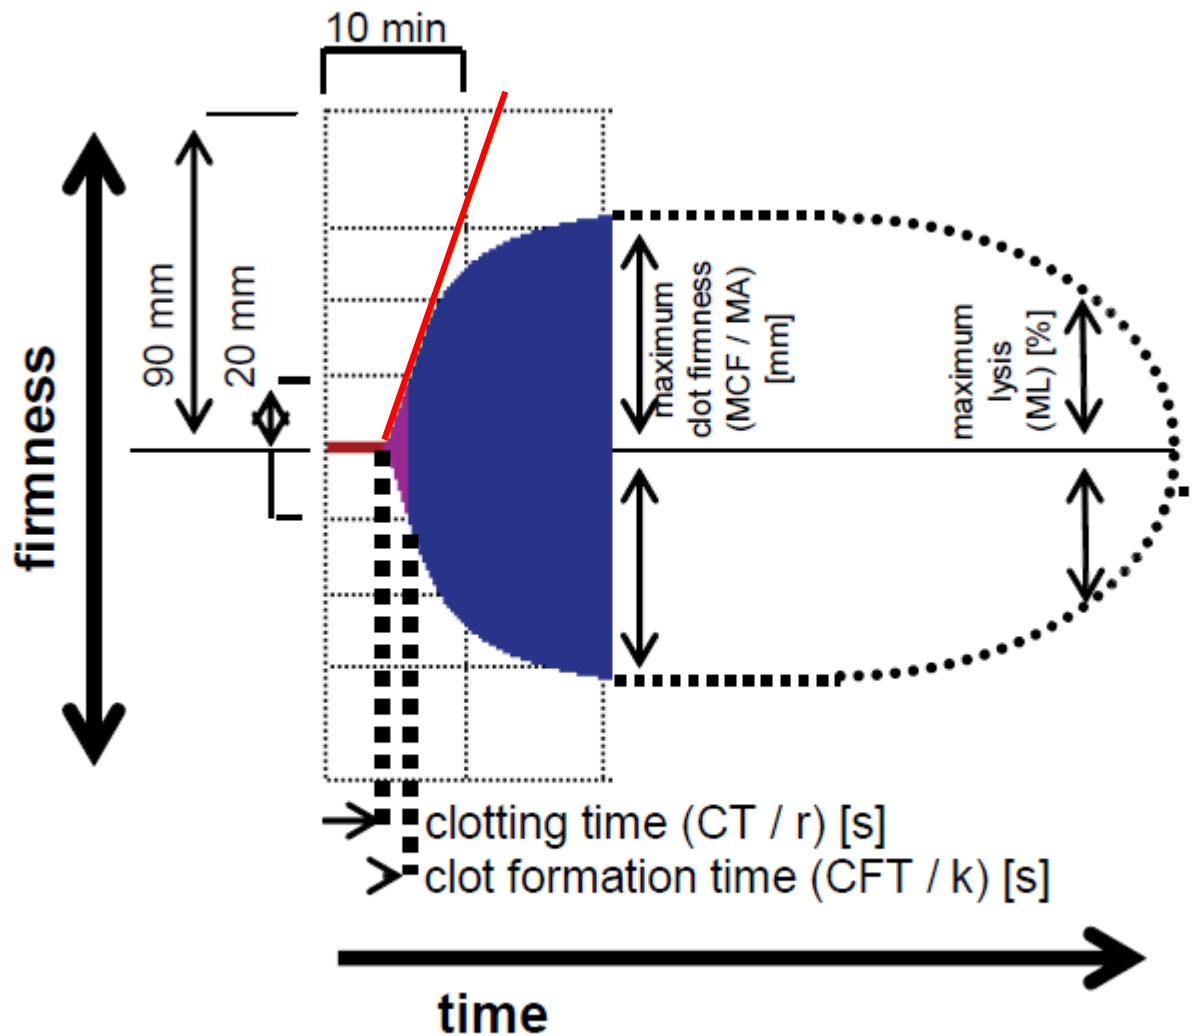 10 min
90 mm
20 mm
firmness
maximum
clot firmness
(MCF / MA)
[mm]
maximum
lysis
(ML) [%]
clotting time (CT / r) [s]
clot formation time (CFT / k) [s]
time